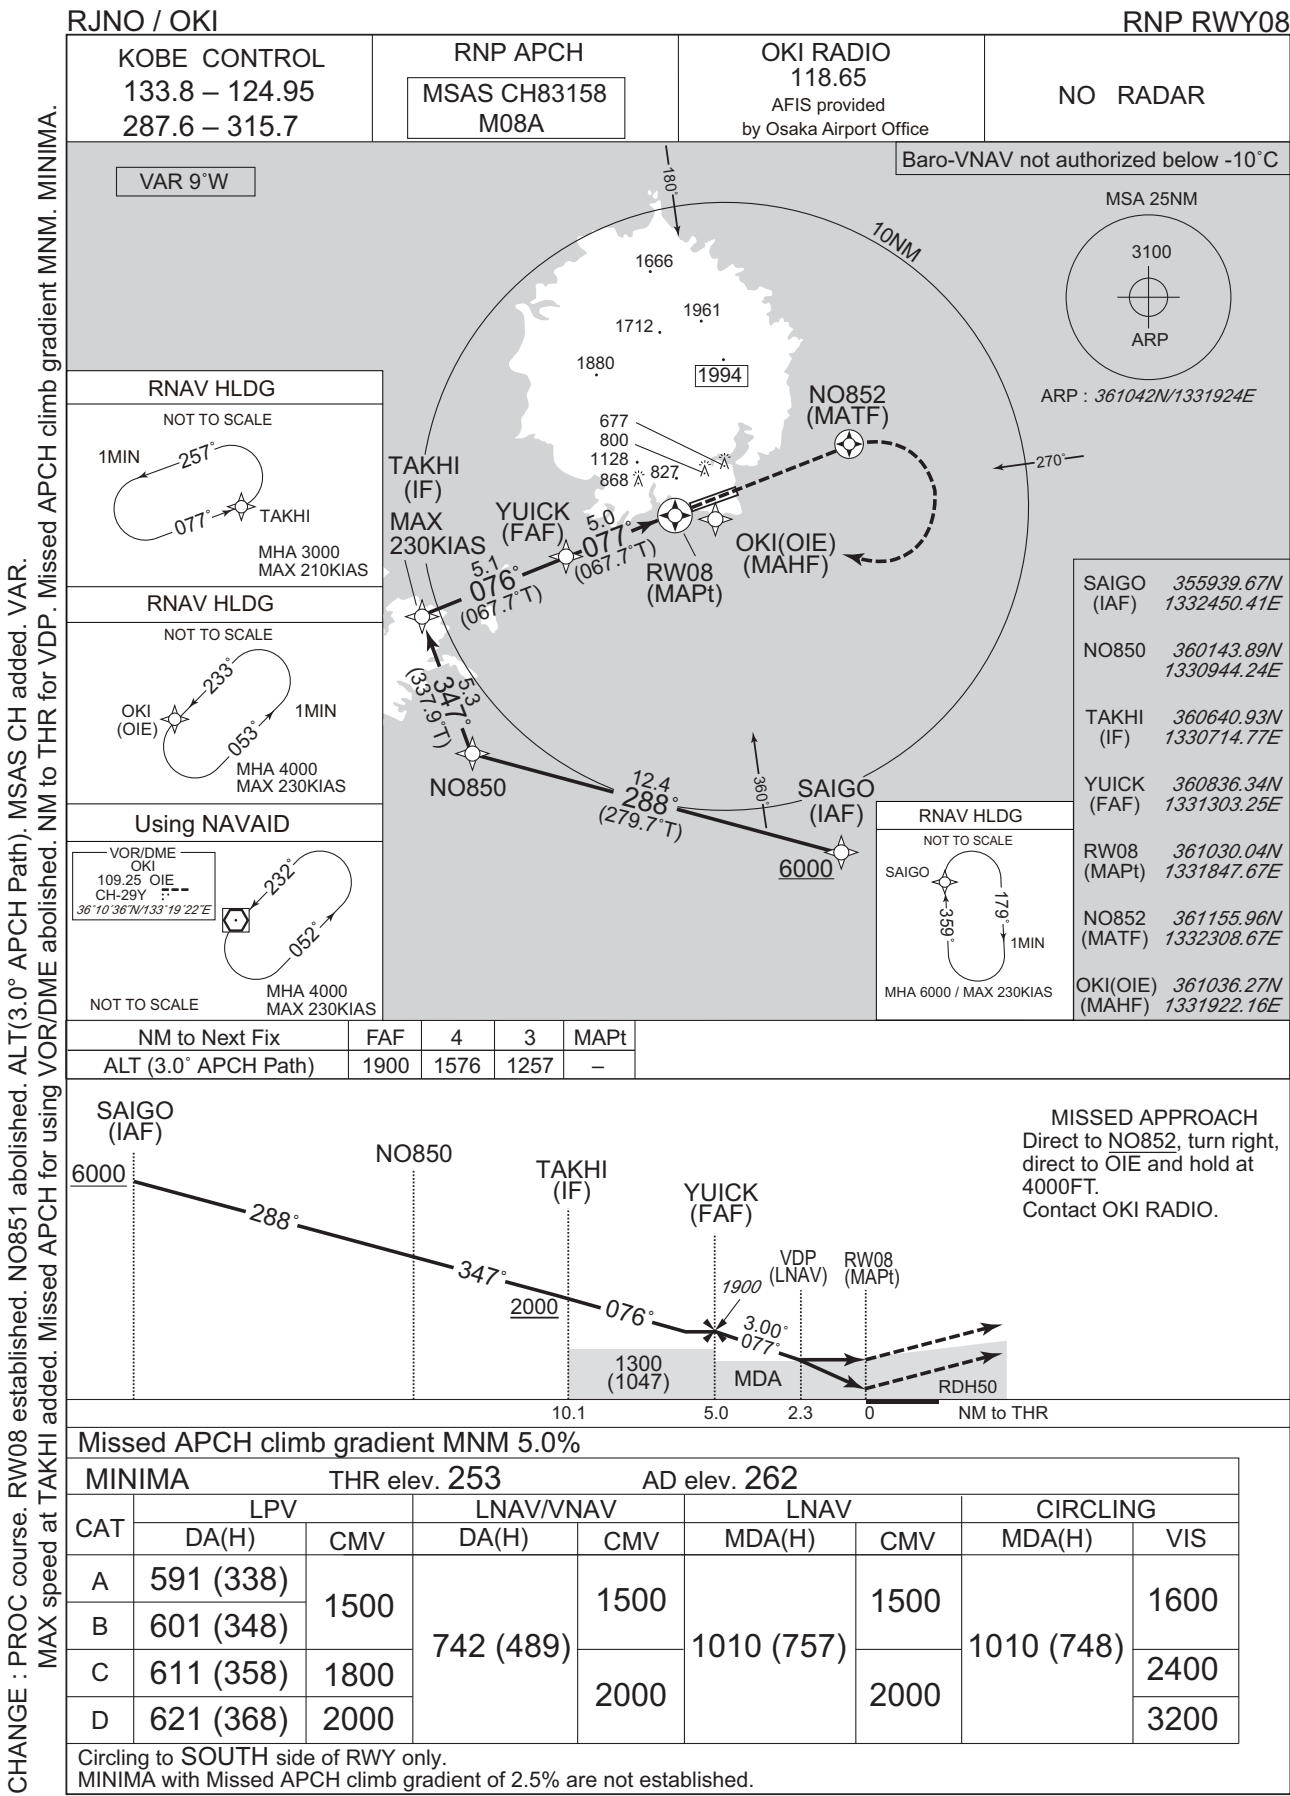 RJNO / OKI
RNP RWY08
KOBE CONTROL
133.8 – 124.95
287.6 – 315.7
RNP APCH
MSAS CH83158
M08A
OKI RADIO
118.65
AFIS provided
by Osaka Airport Office
NO RADAR
VAR 9˚W
Baro-VNAV not authorized below -10˚C
MSA 25NM
3100
ARP
ARP : 361042N/1331924E
180˚
10NM
270˚
360˚
1666
1961
1712
1880
1994
677
800
1128
827
868
NO852
(MATF)
TAKHI
(IF)
MAX
230KIAS
YUICK
(FAF)
5.0
077˚
(067.7˚T)
5.1
076˚
(067.7˚T)
RW08
(MAPt)
OKI(OIE)
(MAHF)
5.3
347˚
(337.9˚T)
NO850
12.4
288˚
(279.7˚T)
SAIGO
(IAF)
6000
RNAV HLDG
NOT TO SCALE
1MIN
257˚
077˚
TAKHI
MHA 3000
MAX 210KIAS
RNAV HLDG
NOT TO SCALE
233˚
OKI
(OIE)
1MIN
053˚
MHA 4000
MAX 230KIAS
Using NAVAID
VOR/DME
OKI
109.25 OIE
CH-29Y
36˚10´36˝N/133˚19´22˝E
232˚
052˚
NOT TO SCALE
MHA 4000
MAX 230KIAS
RNAV HLDG
NOT TO SCALE
SAIGO
359˚
179˚
1MIN
MHA 6000 / MAX 230KIAS
SAIGO 355939.67N
(IAF) 1332450.41E
NO850 360143.89N
1330944.24E
TAKHI 360640.93N
(IF) 1330714.77E
YUICK 360836.34N
(FAF) 1331303.25E
RW08 361030.04N
(MAPt) 1331847.67E
NO852 361155.96N
(MATF) 1332308.67E
OKI(OIE) 361036.27N
(MAHF) 1331922.16E
NM to Next Fix FAF 4 3 MAPt
ALT (3.0˚ APCH Path) 1900 1576 1257 –
SAIGO
(IAF)
6000
288˚
NO850
347˚
TAKHI
(IF)
2000
076˚
YUICK
(FAF)
1900
3.00˚
077˚
VDP
(LNAV)
RW08
(MAPt)
1300
(1047)
MDA
RDH50
10.1 5.0 2.3 0 NM to THR
MISSED APPROACH
Direct to NO852, turn right,
direct to OIE and hold at
4000FT.
Contact OKI RADIO.
Missed APCH climb gradient MNM 5.0%
MINIMA THR elev. 253 AD elev. 262
CAT LPV LNAV/VNAV LNAV CIRCLING
DA(H) CMV DA(H) CMV MDA(H) CMV MDA(H) VIS
A 591 (338) 1500 742 (489) 1500 1010 (757) 1500 1010 (748) 1600
B 601 (348)
C 611 (358) 1800 2000 2000 2400
D 621 (368) 2000 3200
Circling to SOUTH side of RWY only.
MINIMA with Missed APCH climb gradient of 2.5% are not established.
CHANGE : PROC course. RW08 established. NO851 abolished. ALT(3.0° APCH Path). MSAS CH added. VAR.
MAX speed at TAKHI added. Missed APCH for using VOR/DME abolished. NM to THR for VDP. Missed APCH climb gradient MNM. MINIMA.